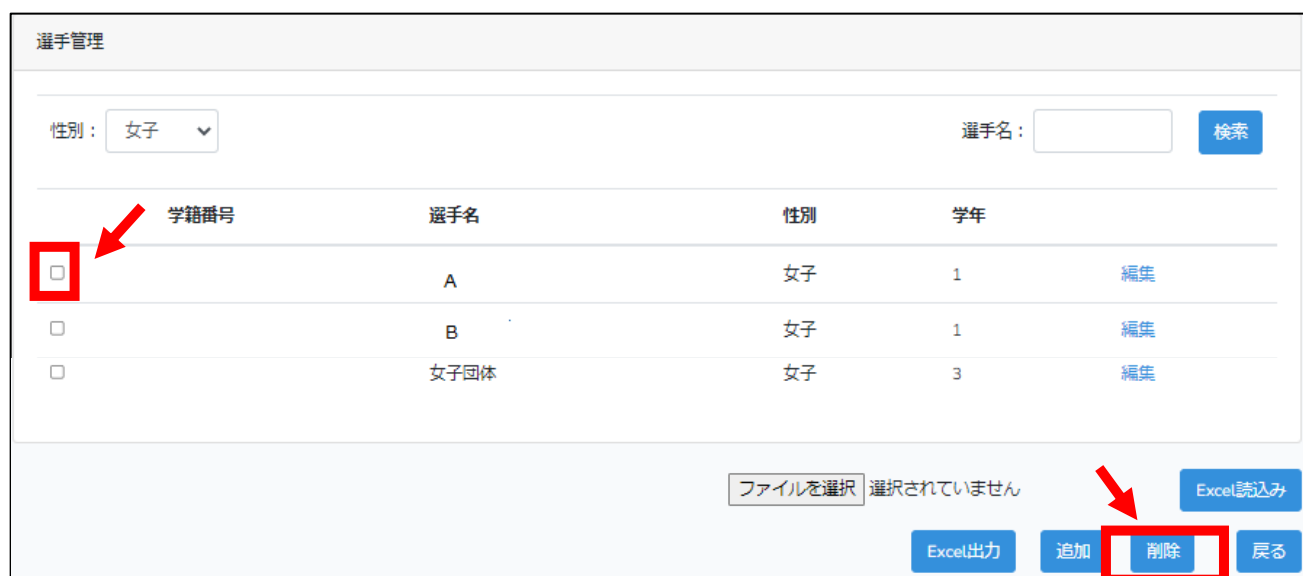 選手管理
性別： 女子 選手名： 検索
学籍番号 選手名 性別 学年
A 女子 1 編集
B 女子 1 編集
女子団体 女子 3 編集
ファイルを選択 選択されていません Excel読込み
Excel出力 追加 削除 戻る